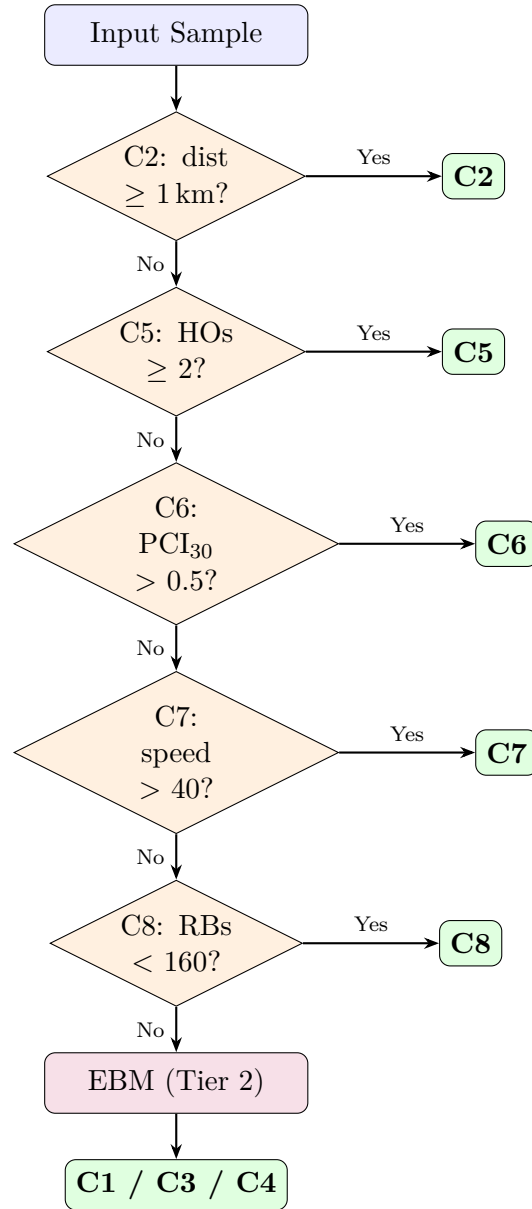 Input Sample
C2: dist
≥ 1 km?
Yes
C2
No
C5: HOs
≥ 2?
Yes
C5
No
C6:
PCI₃₀
> 0.5?
Yes
C6
No
C7:
speed
> 40?
Yes
C7
No
C8: RBs
< 160?
Yes
C8
No
EBM (Tier 2)
C1 / C3 / C4